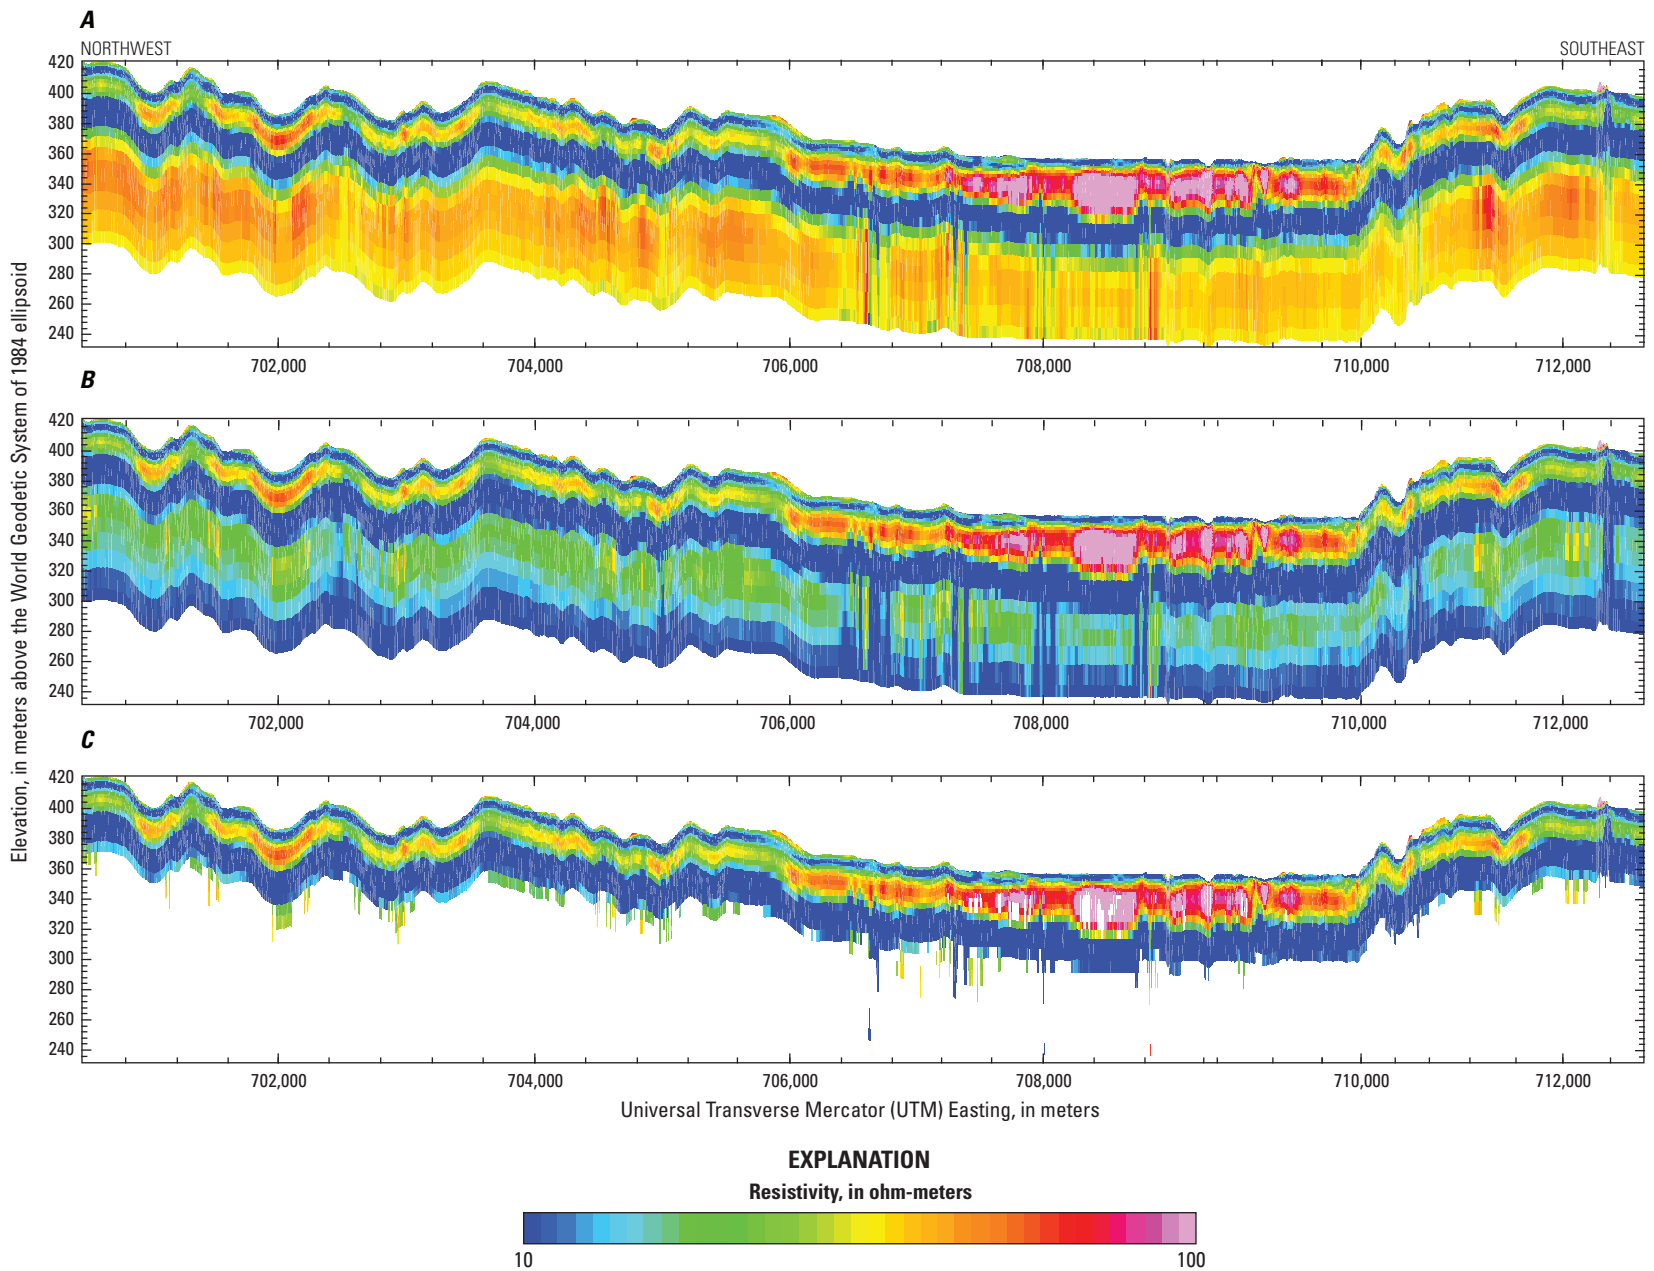 A
NORTHWEST SOUTHEAST
420
400
380
360
340
320
300
280
260
240
702,000 704,000 706,000 708,000 710,000 712,000
B
420
400
380
360
340
320
300
280
260
240
702,000 704,000 706,000 708,000 710,000 712,000
C
420
400
380
360
340
320
300
280
260
240
702,000 704,000 706,000 708,000 710,000 712,000
Elevation, in meters above the World Geodetic System of 1984 ellipsoid
Universal Transverse Mercator (UTM) Easting, in meters
EXPLANATION
Resistivity, in ohm-meters
10 100